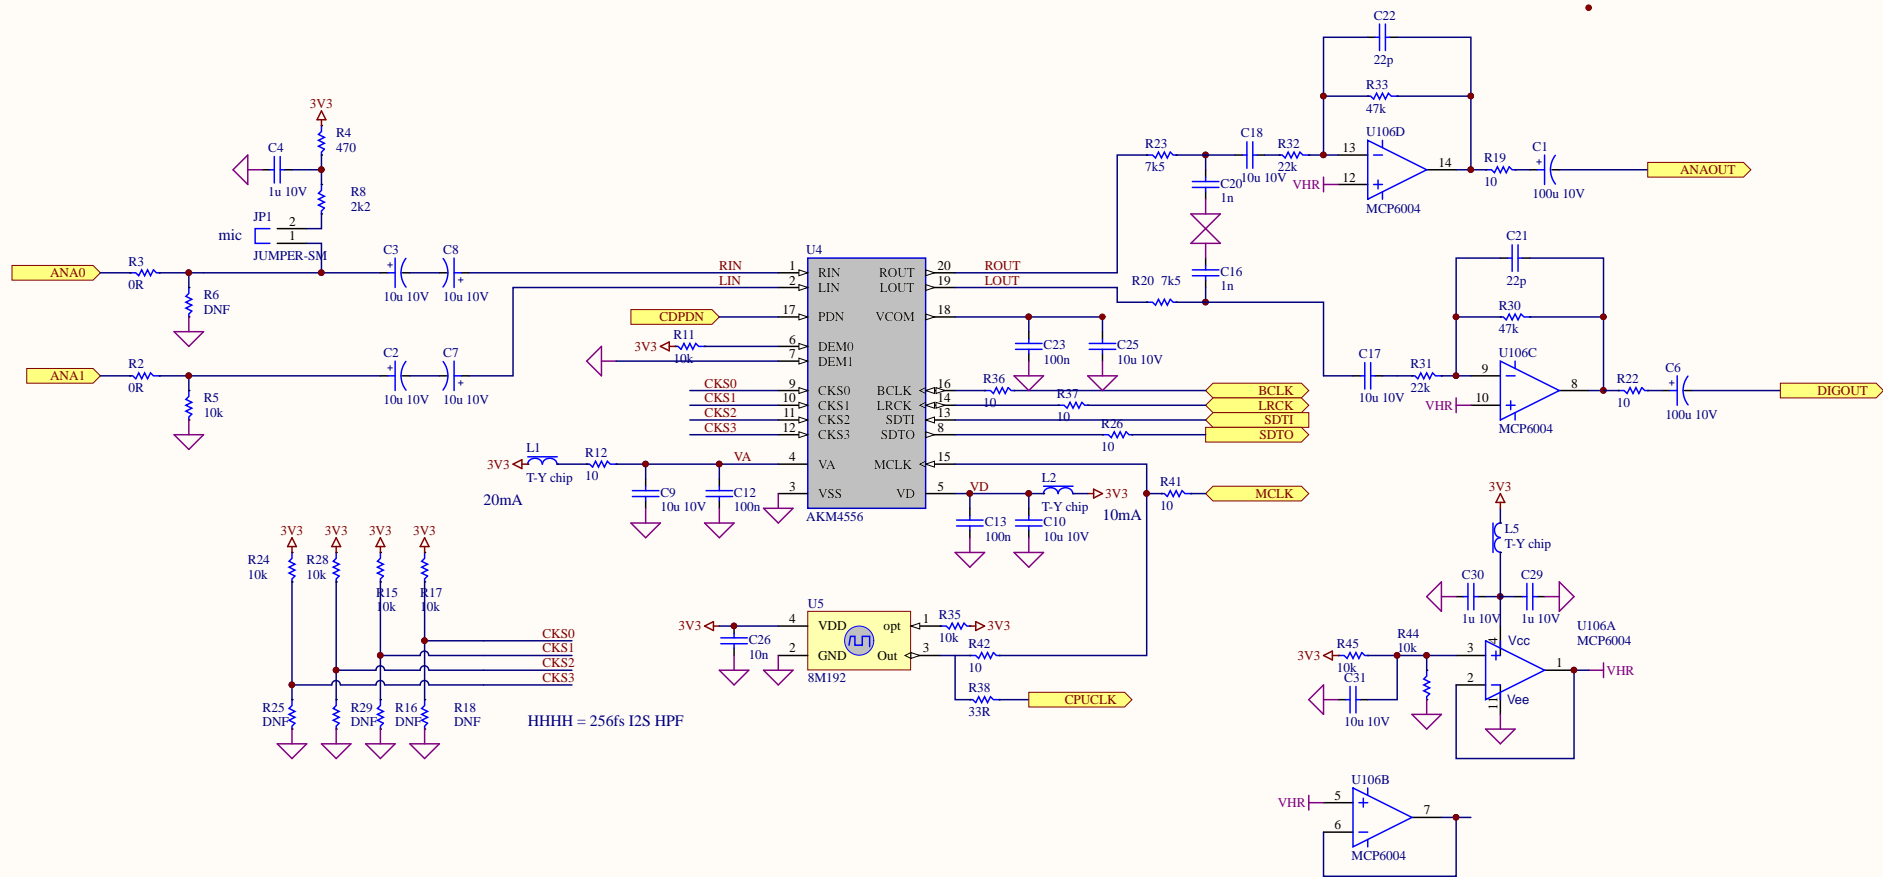 C22
22p
R33
47k
U106D
13
12
14
VHR
MCP6004
R23
7k5
C18
10u 10V
R32
22k
C20
1n
R19
10
C1
+
100u 10V
ANAOUT
3V3
R4
470
C4
1u 10V
R8
2k2
JP1
2
1
mic
JUMPER-SM
ANA0
R3
0R
R6
DNF
C3
+
10u 10V
C8
+
10u 10V
ANA1
R2
0R
R5
10k
C2
+
10u 10V
C7
+
10u 10V
U4
RIN
1
RIN
LIN
2
LIN
CDPDN
17
PDN
3V3
R11
10k
6
DEM0
7
DEM1
CKS0
9
CKS0
CKS1
10
CKS1
CKS2
11
CKS2
CKS3
12
CKS3
3V3
L1
T-Y chip
R12
10
VA
4
VA
20mA
C9
10u 10V
C12
100n
3
VSS
AKM4556
ROUT
20
ROUT
LOUT
19
LOUT
VCOM
18
BCLK
16
LRCK
14
SDTI
13
SDTO
8
MCLK
15
VD
5
VD
C16
1n
R20 7k5
C23
100n
C25
10u 10V
R36
10
R37
10
R26
10
BCLK
LRCK
SDTI
SDTO
L2
T-Y chip
3V3
10mA
C13
100n
C10
10u 10V
R41
10
MCLK
C21
22p
R30
47k
U106C
9
10
8
VHR
MCP6004
C17
10u 10V
R31
22k
R22
10
C6
+
100u 10V
DIGOUT
3V3
3V3
3V3
3V3
R24
10k
R28
10k
R15
10k
R17
10k
CKS0
CKS1
CKS2
CKS3
R25
DNF
R29
DNF
R16
DNF
R18
DNF
HHHH = 256fs I2S HPF
U5
3V3
4
VDD
opt
1
R35
10k
3V3
C26
10n
2
GND
Out
3
R42
10
8M192
R38
33R
CPUCLK
3V3
L5
T-Y chip
C30
1u 10V
C29
1u 10V
U106A
MCP6004
3V3
R45
10k
R44
10k
C31
10u 10V
3
2
4
Vcc
11
Vee
1
VHR
U106B
VHR
5
6
7
MCP6004